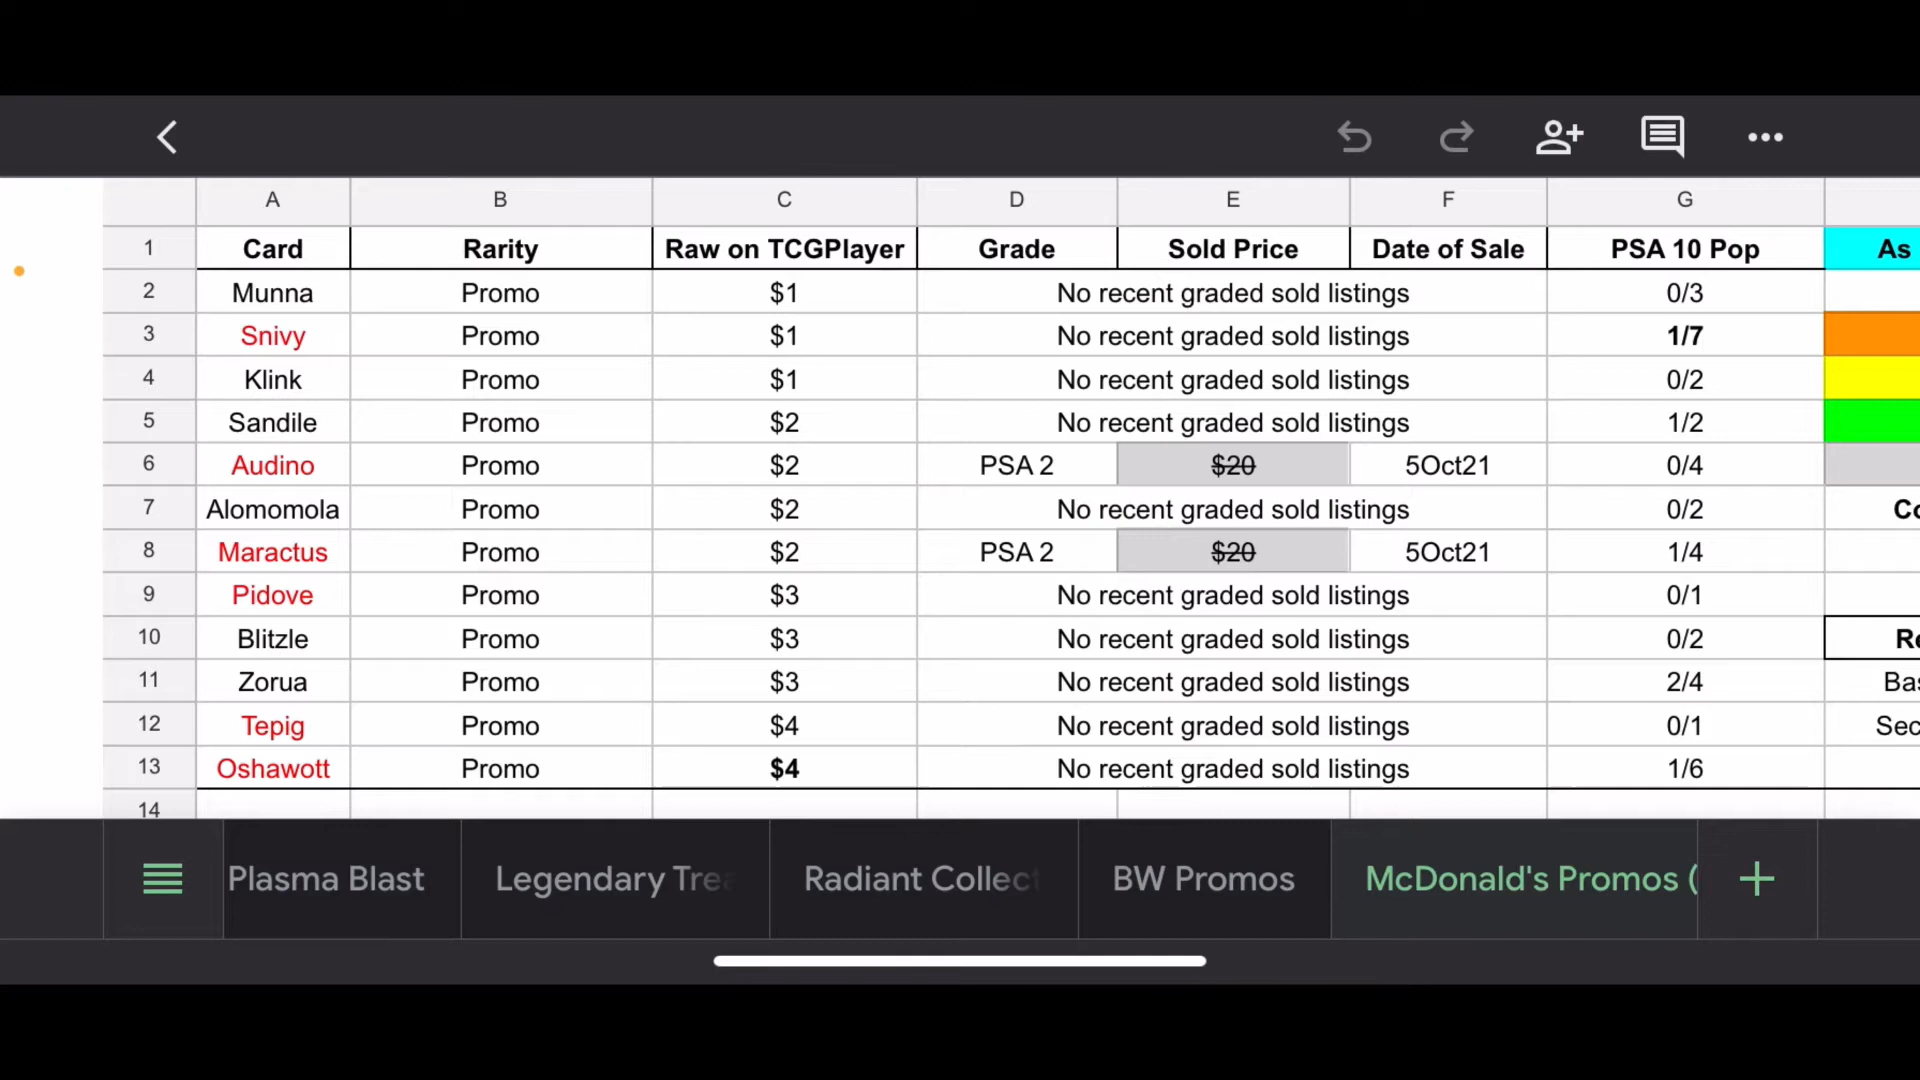 A B C D E F G
1 Card Rarity Raw on TCGPlayer Grade Sold Price Date of Sale PSA 10 Pop As
2 Munna Promo $1 No recent graded sold listings 0/3
3 Snivy Promo $1 No recent graded sold listings 1/7
4 Klink Promo $1 No recent graded sold listings 0/2
5 Sandile Promo $2 No recent graded sold listings 1/2
6 Audino Promo $2 PSA 2 $20 5Oct21 0/4
7 Alomomola Promo $2 No recent graded sold listings 0/2 Co
8 Maractus Promo $2 PSA 2 $20 5Oct21 1/4
9 Pidove Promo $3 No recent graded sold listings 0/1
10 Blitzle Promo $3 No recent graded sold listings 0/2 Re
11 Zorua Promo $3 No recent graded sold listings 2/4 Bas
12 Tepig Promo $4 No recent graded sold listings 0/1 Sec
13 Oshawott Promo $4 No recent graded sold listings 1/6
14
Plasma Blast Legendary Trea Radiant Collect BW Promos McDonald's Promos (